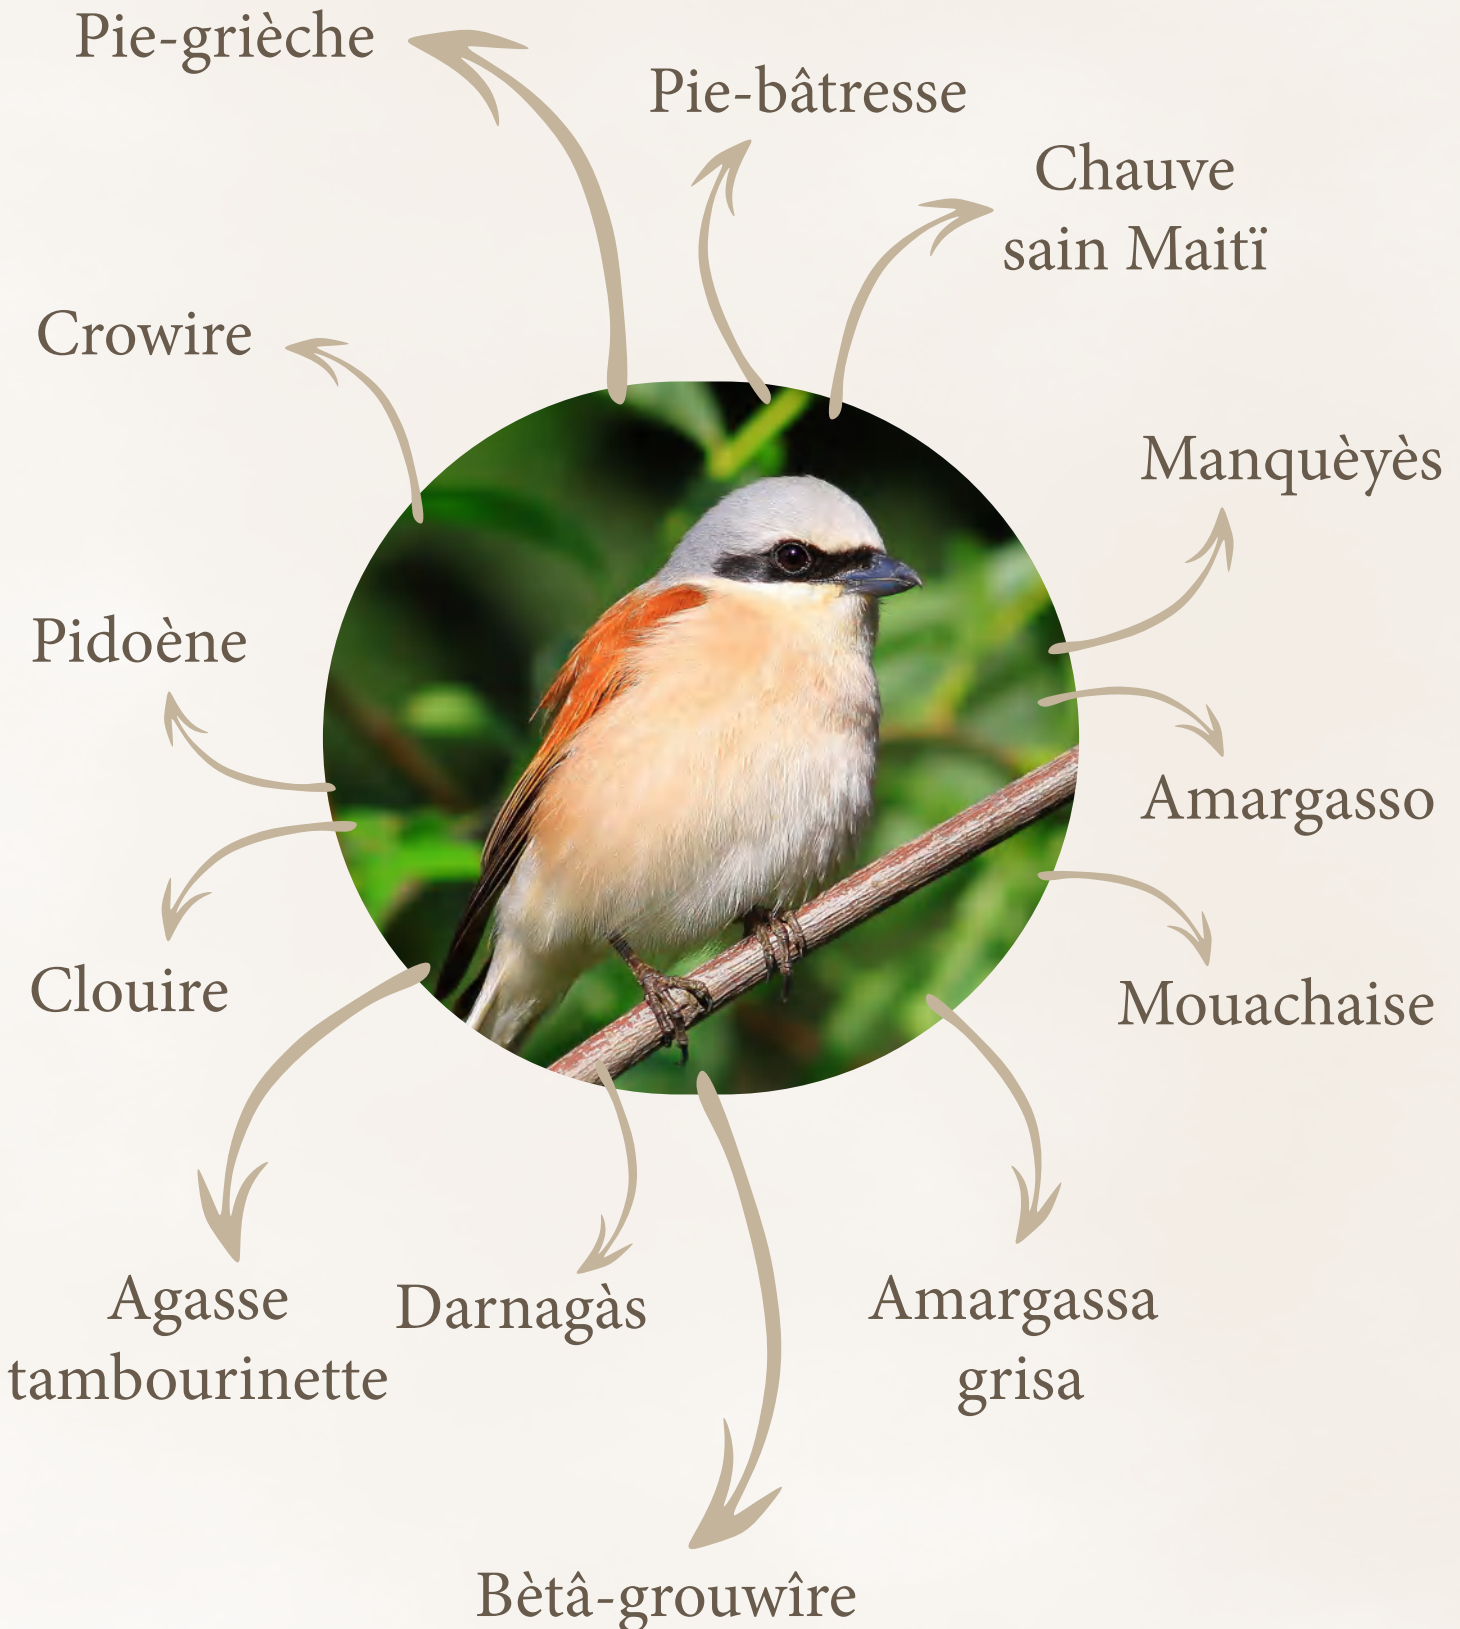 Pie-grièche
Pie-bâtresse
Chauve
sain Maitï
Crowire
Manquèyès
Pidoène
Amargasso
Clouire
Mouachaise
Agasse
tambourinette
Darnagàs
Amargassa
grisa
Bètâ-grouwîre